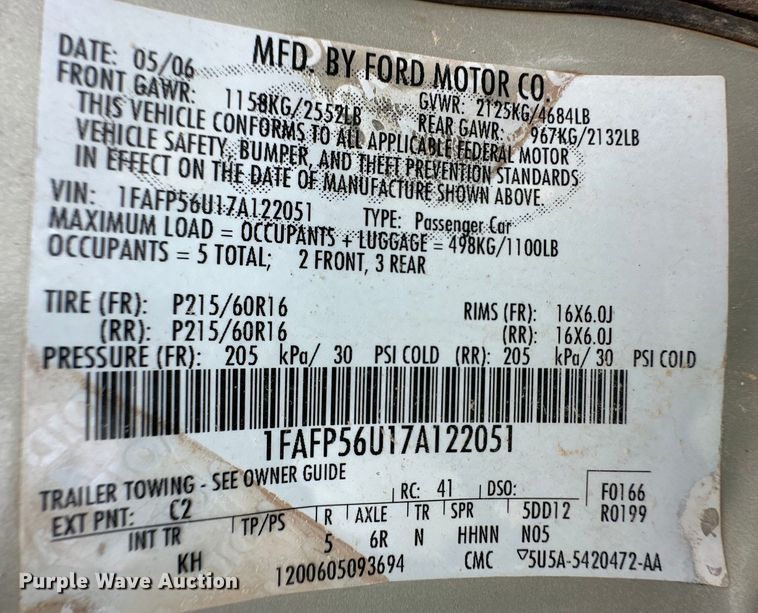 MFD. BY FORD MOTOR CO.
DATE: 05/06 GVWR: 2125KG/4684LB
FRONT GAWR: 1158KG/2552LB REAR GAWR: 967KG/2132LB
THIS VEHICLE CONFORMS TO ALL APPLICABLE FEDERAL MOTOR
VEHICLE SAFETY, BUMPER, AND THEFT PREVENTION STANDARDS
IN EFFECT ON THE DATE OF MANUFACTURE SHOWN ABOVE.
VIN: 1FAFP56U17A122051 TYPE: Passenger Car
MAXIMUM LOAD = OCCUPANTS + LUGGAGE = 498KG/1100LB
OCCUPANTS = 5 TOTAL; 2 FRONT, 3 REAR
TIRE (FR): P215/60R16 RIMS (FR): 16X6.0J
(RR): P215/60R16 (RR): 16X6.0J
PRESSURE (FR): 205 kPa/ 30 PSI COLD (RR): 205 kPa/ 30 PSI COLD
1FAFP56U17A122051
TRAILER TOWING - SEE OWNER GUIDE
EXT PNT: C2 RC: 41 DSO: F0166
INT TR TP/PS R AXLE TR SPR 5DD12 R0199
KH 5 6R N HHNN N05
1200605093694 CMC ▽5U5A-5420472-AA
Purple Wave Auction